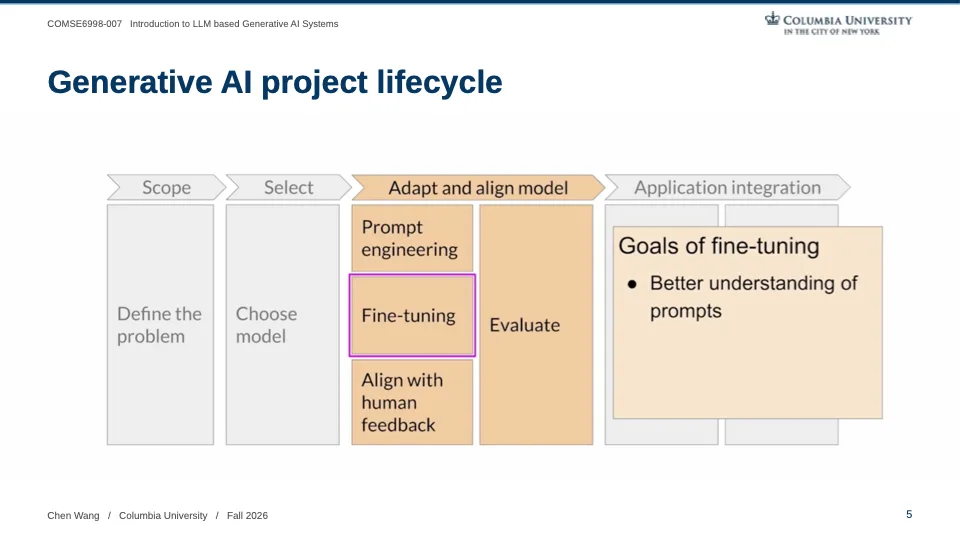 COMSE6998-007 Introduction to LLM based Generative AI Systems
COLUMBIA UNIVERSITY
IN THE CITY OF NEW YORK
Generative AI project lifecycle
Scope
Select
Adapt and align model
Application integration
Define the
problem
Choose
model
Prompt
engineering
Fine-tuning
Align with
human
feedback
Evaluate
Goals of fine-tuning
● Better understanding of
prompts
Chen Wang / Columbia University / Fall 2026
5